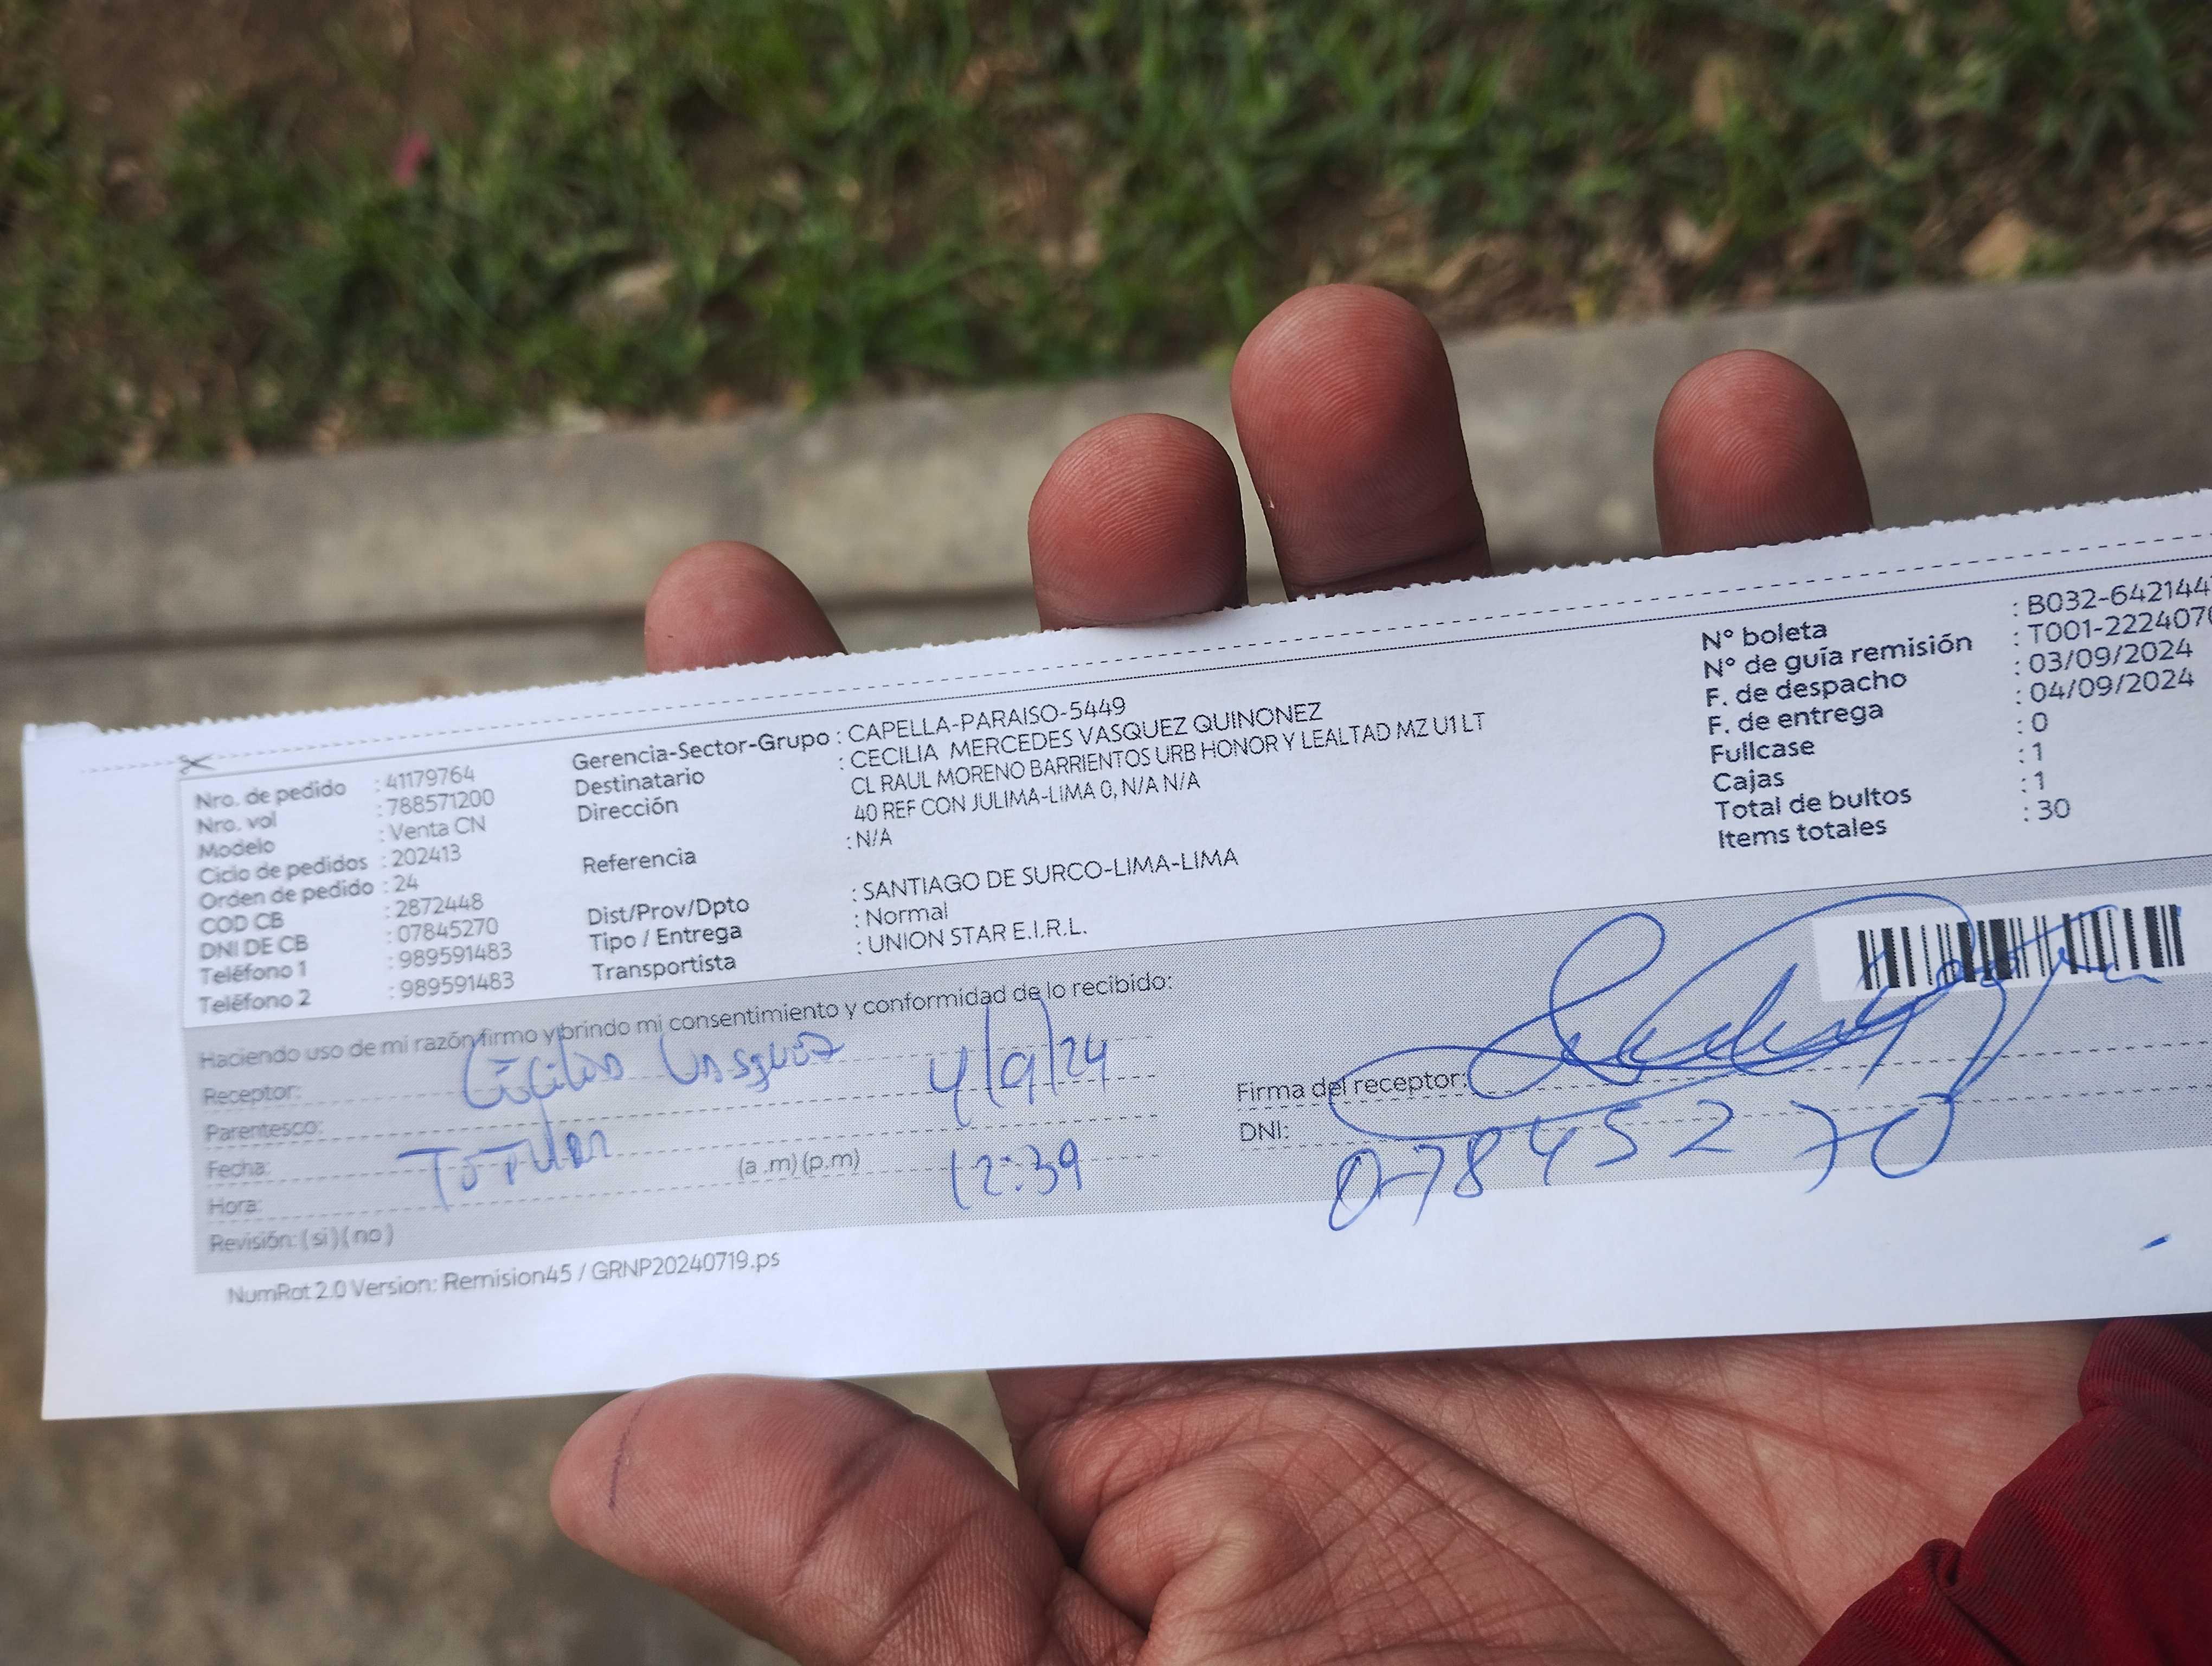 Nro. de pedido : 41179764
Nro. vol : 788571200
Modelo : Venta CN
Ciclo de pedidos : 202413
Orden de pedido : 24
COD CB : 2872448
DNI DE CB : 07845270
Teléfono 1 : 989591483
Teléfono 2 : 989591483
Gerencia-Sector-Grupo : CAPELLA-PARAISO-5449
Destinatario : CECILIA MERCEDES VASQUEZ QUINONEZ
Dirección CL RAUL MORENO BARRIENTOS URB HONOR Y LEALTAD MZ U1 LT
40 REF CON JULIMA-LIMA 0, N/A N/A
Referencia : N/A
Dist/Prov/Dpto : SANTIAGO DE SURCO-LIMA-LIMA
Tipo / Entrega : Normal
Transportista : UNION STAR E.I.R.L.
N° boleta : B032-642144
N° de guía remisión : T001-222407
F. de despacho : 03/09/2024
F. de entrega : 04/09/2024
Fullcase : 0
Cajas : 1
Total de bultos : 1
Items totales : 30
Haciendo uso de mi razón firmo y brindo mi consentimiento y conformidad de lo recibido:
Receptor: Cecilia Vasquez 4/9/24
Parentesco:
Fecha: Titular (a .m) (p.m) 12:39
Hora:
Revisión: ( si ) ( no )
Firma del receptor:
DNI: 07845270
NumRot 2.0 Version: Remision45 / GRNP20240719.ps